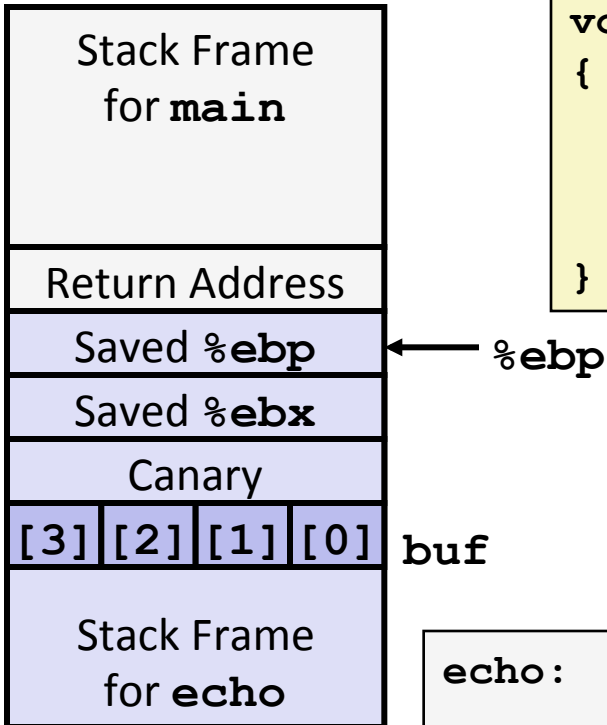 Stack Frame
for main
Return Address
Saved %ebp
Saved %ebx
Canary
[3] [2] [1] [0]
Stack Frame
for echo
{
}
%ebp
buf
echo: